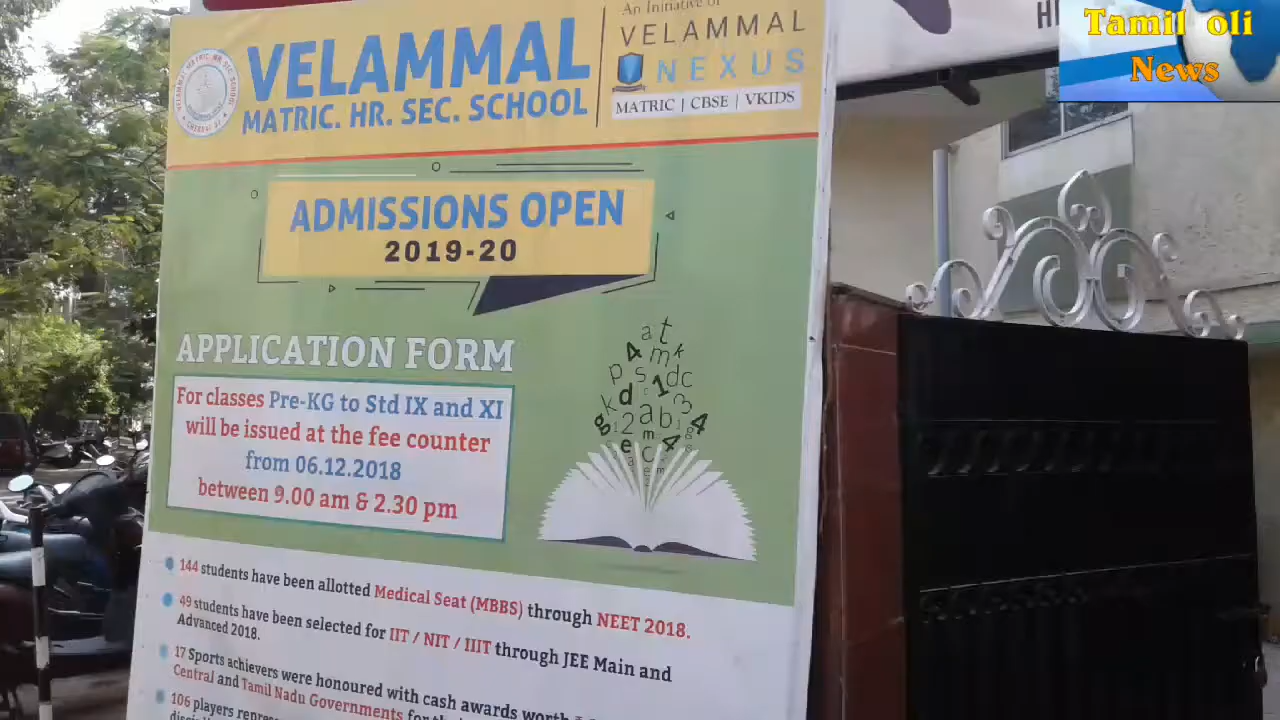 An Initiative of
VELAMMAL
MATRIC. HR. SEC. SCHOOL
VELAMMAL
NEXUS
MATRIC | CBSE | VKIDS
Tamil oli
News
ADMISSIONS OPEN
2019-20
APPLICATION FORM
For classes Pre-KG to Std IX and XI
will be issued at the fee counter
from 06.12.2018
between 9.00 am & 2.30 pm
144 students have been allotted Medical Seat (MBBS) through NEET 2018.
49 students have been selected for IIT / NIT / IIIT through JEE Main and
Advanced 2018.
17 Sports achievers were honoured with cash awards worth
Central and Tamil Nadu Governments for
106 players